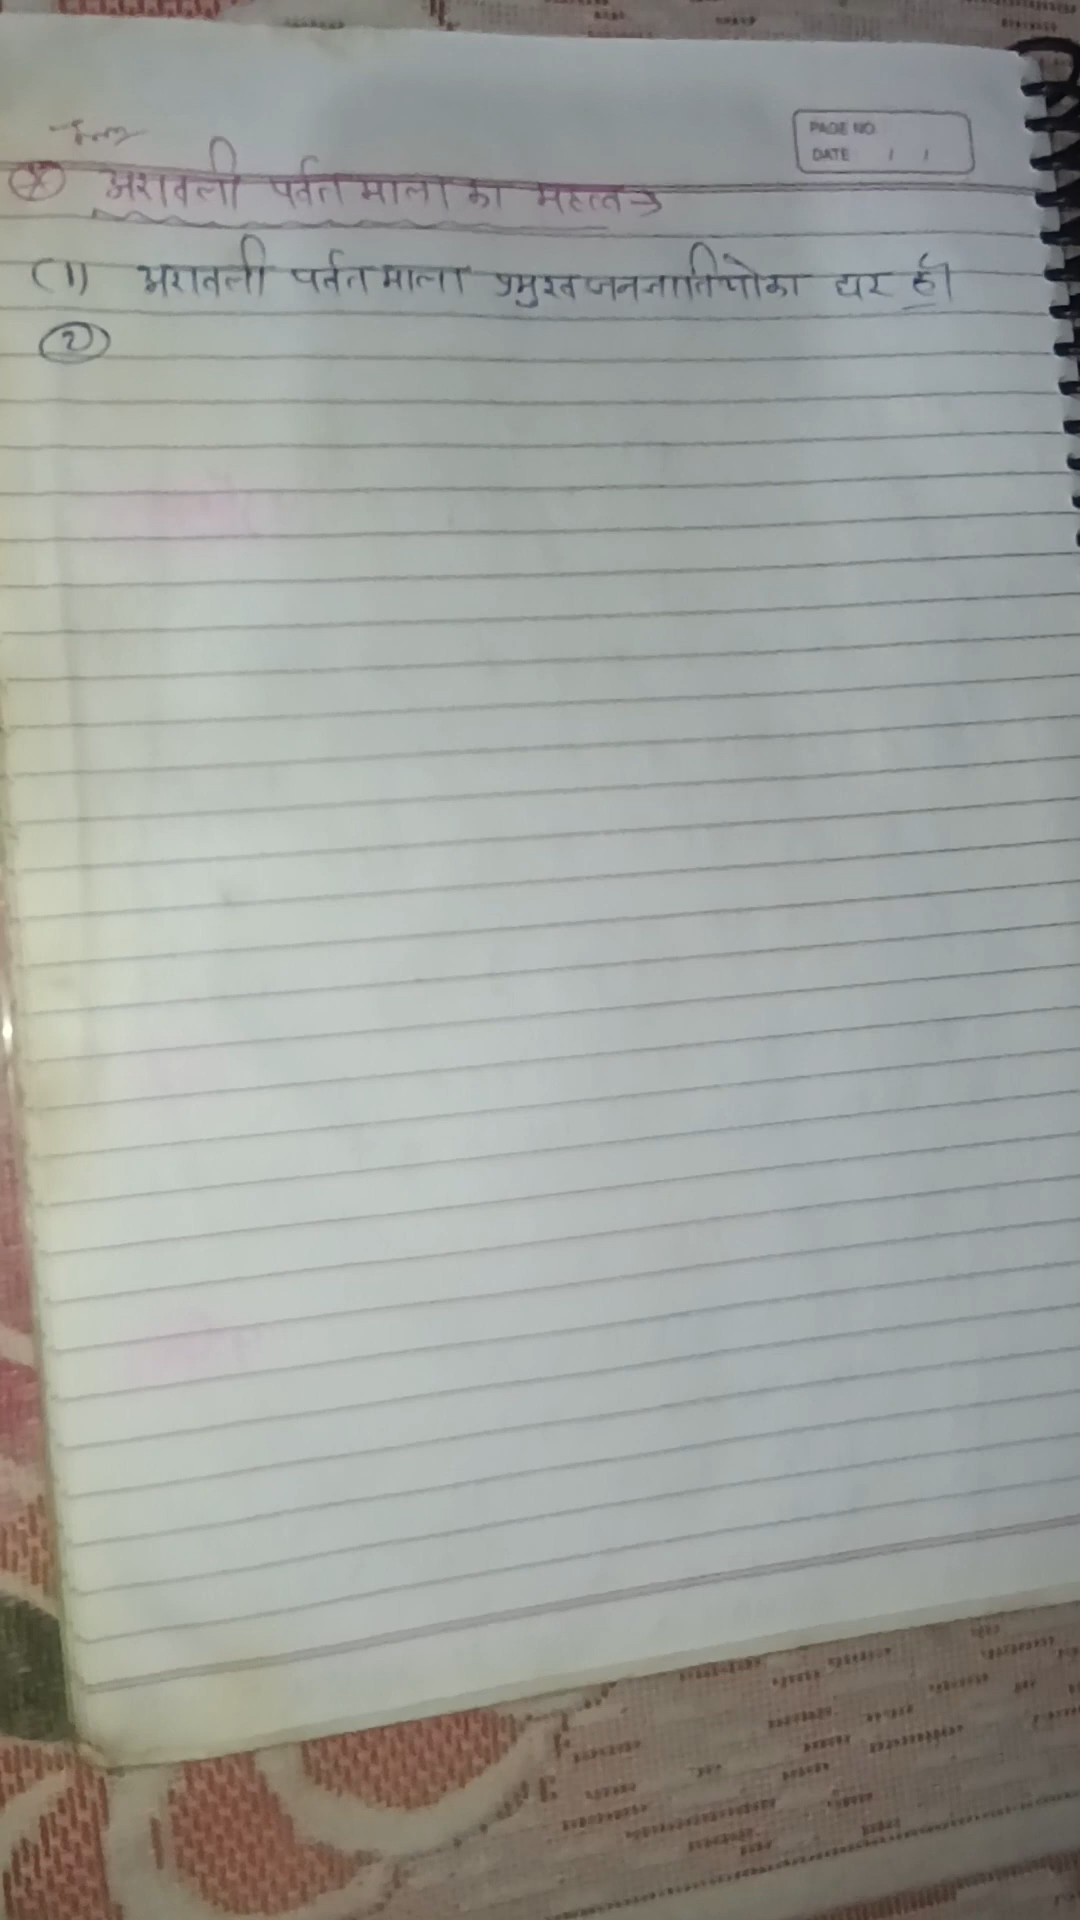 PAGE NO.
DATE / /
अरावली पर्वतमाला का महत्व →
(1) अरावली पर्वतमाला प्रमुख जनजातियोका घर है।
②